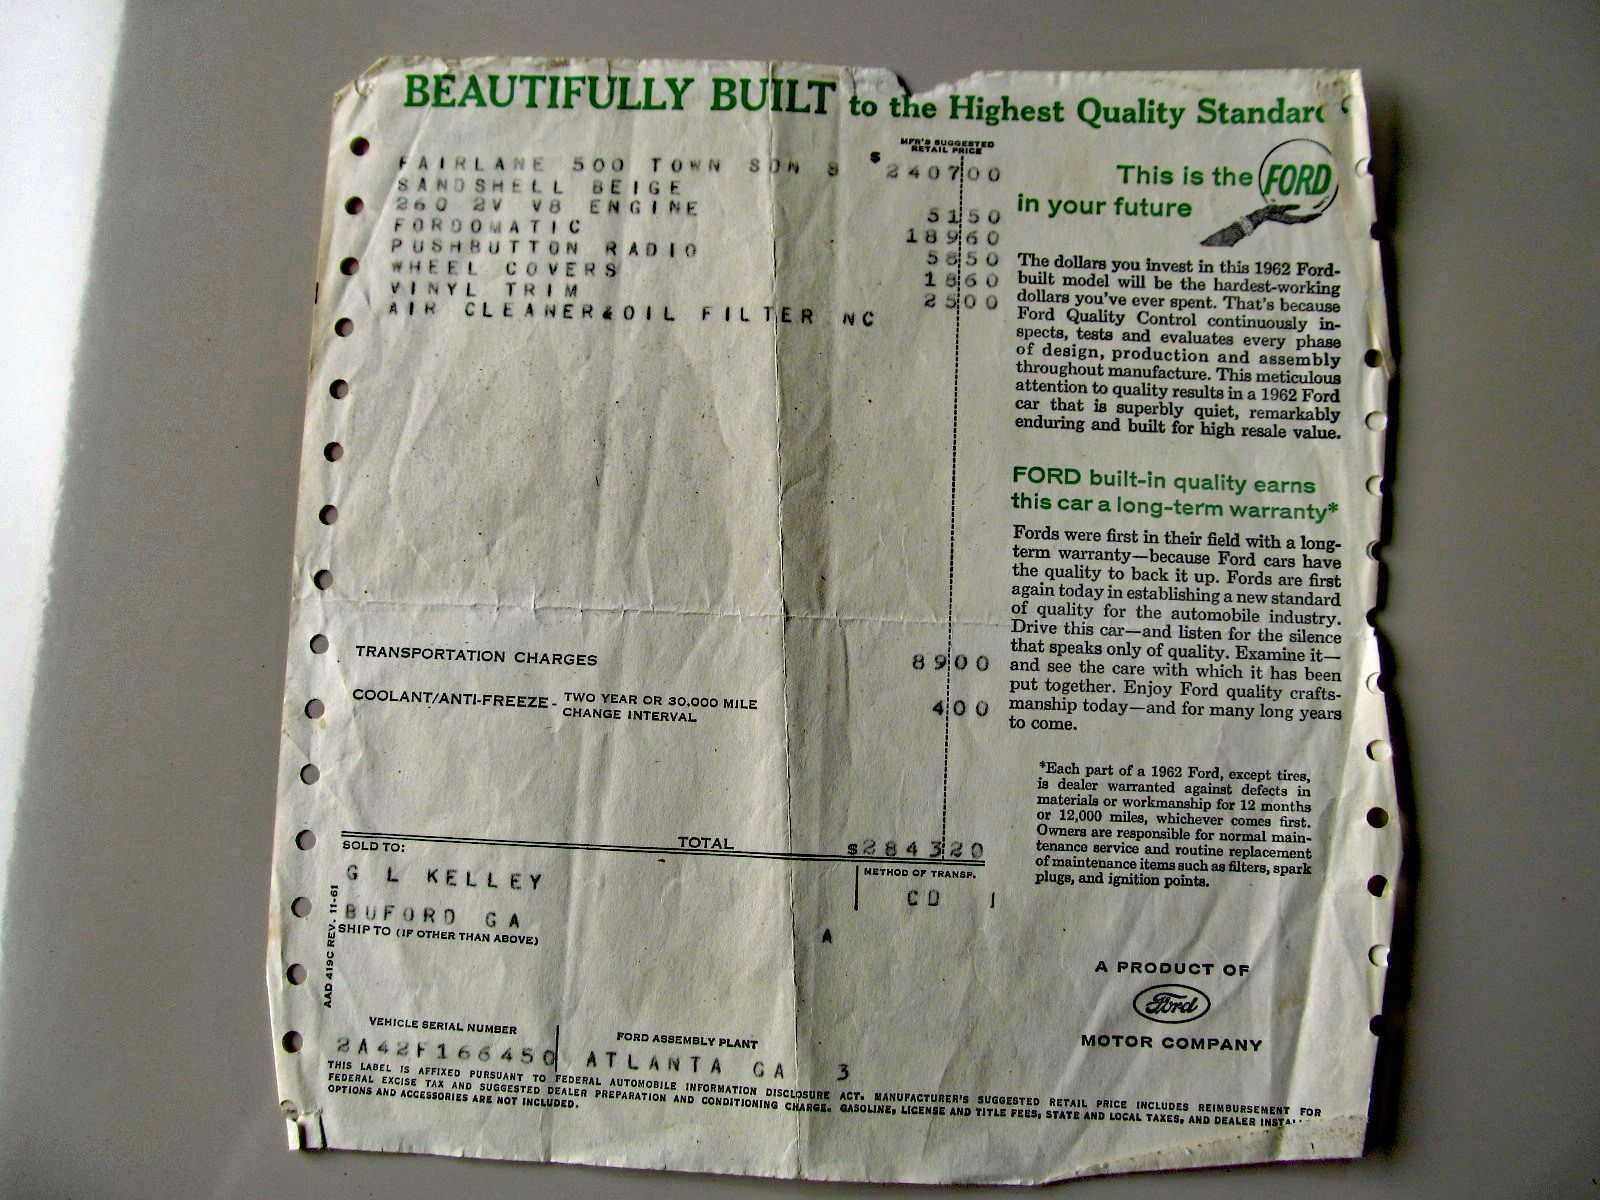 BEAUTIFULLY BUILT to the Highest Quality Standard
MFR'S SUGGESTED
RETAIL PRICE
FAIRLANE 500 TOWN SDN 8 $ 240700
SANDSHELL BEIGE
260 2V V8 ENGINE 5150
FORDOMATIC 18960
PUSHBUTTON RADIO 5850
WHEEL COVERS 1860
VINYL TRIM 2500
AIR CLEANER&OIL FILTER NC
TRANSPORTATION CHARGES 8900
COOLANT/ANTI-FREEZE - TWO YEAR OR 30,000 MILE
CHANGE INTERVAL 400
TOTAL $284320
SOLD TO:
G L KELLEY
BUFORD GA
SHIP TO (IF OTHER THAN ABOVE)
METHOD OF TRANSP.
CD 1
A
AAD 419C REV. 11-61
VEHICLE SERIAL NUMBER
2A42F166450
FORD ASSEMBLY PLANT
ATLANTA GA 3
This is the FORD
in your future
The dollars you invest in this 1962 Ford-
built model will be the hardest-working
dollars you've ever spent. That's because
Ford Quality Control continuously in-
spects, tests and evaluates every phase
of design, production and assembly
throughout manufacture. This meticulous
attention to quality results in a 1962 Ford
car that is superbly quiet, remarkably
enduring and built for high resale value.
FORD built-in quality earns
this car a long-term warranty*
Fords were first in their field with a long-
term warranty—because Ford cars have
the quality to back it up. Fords are first
again today in establishing a new standard
of quality for the automobile industry.
Drive this car—and listen for the silence
that speaks only of quality. Examine it—
and see the care with which it has been
put together. Enjoy Ford quality crafts-
manship today—and for many long years
to come.
*Each part of a 1962 Ford, except tires,
is dealer warranted against defects in
materials or workmanship for 12 months
or 12,000 miles, whichever comes first.
Owners are responsible for normal main-
tenance service and routine replacement
of maintenance items such as filters, spark
plugs, and ignition points.
A PRODUCT OF
Ford
MOTOR COMPANY
THIS LABEL IS AFFIXED PURSUANT TO FEDERAL AUTOMOBILE INFORMATION DISCLOSURE ACT. MANUFACTURER'S SUGGESTED RETAIL PRICE INCLUDES REIMBURSEMENT FOR
FEDERAL EXCISE TAX AND SUGGESTED DEALER PREPARATION AND CONDITIONING CHARGE. GASOLINE, LICENSE AND TITLE FEES, STATE AND LOCAL TAXES, AND DEALER
OPTIONS AND ACCESSORIES ARE NOT INCLUDED.